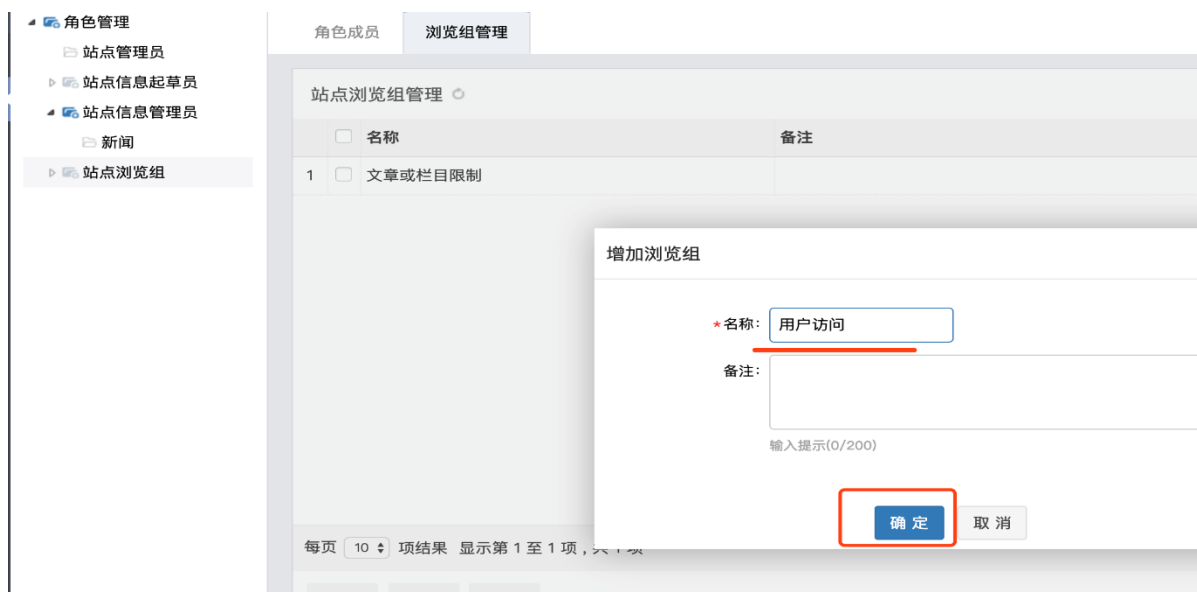 角色管理
站点管理员
站点信息起草员
站点信息管理员
新闻
站点浏览组
角色成员 浏览组管理
站点浏览组管理
名称 备注
1 文章或栏目限制
增加浏览组
*名称: 用户访问
备注:
输入提示(0/200)
确定 取消
每页 10 项结果 显示第 1 至 1 项 , 共 1 项